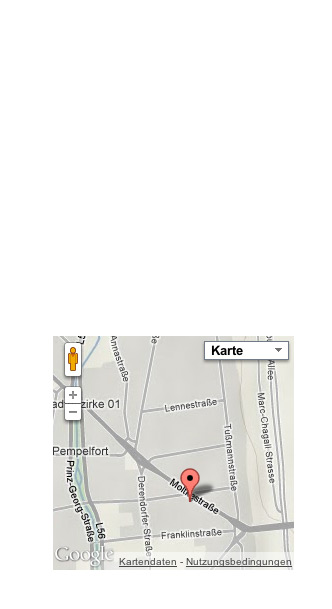 Karte
Annastraße
Allee
adtbezirke 01
Lennestraße
Marc-Chagall-Strasse
Tußmannstraße
Pempelfort
Prinz-Georg-Straße
Derendorfer Straße
Moltkestraße
L56
Franklinstraße
Google
Kartendaten - Nutzungsbedingungen